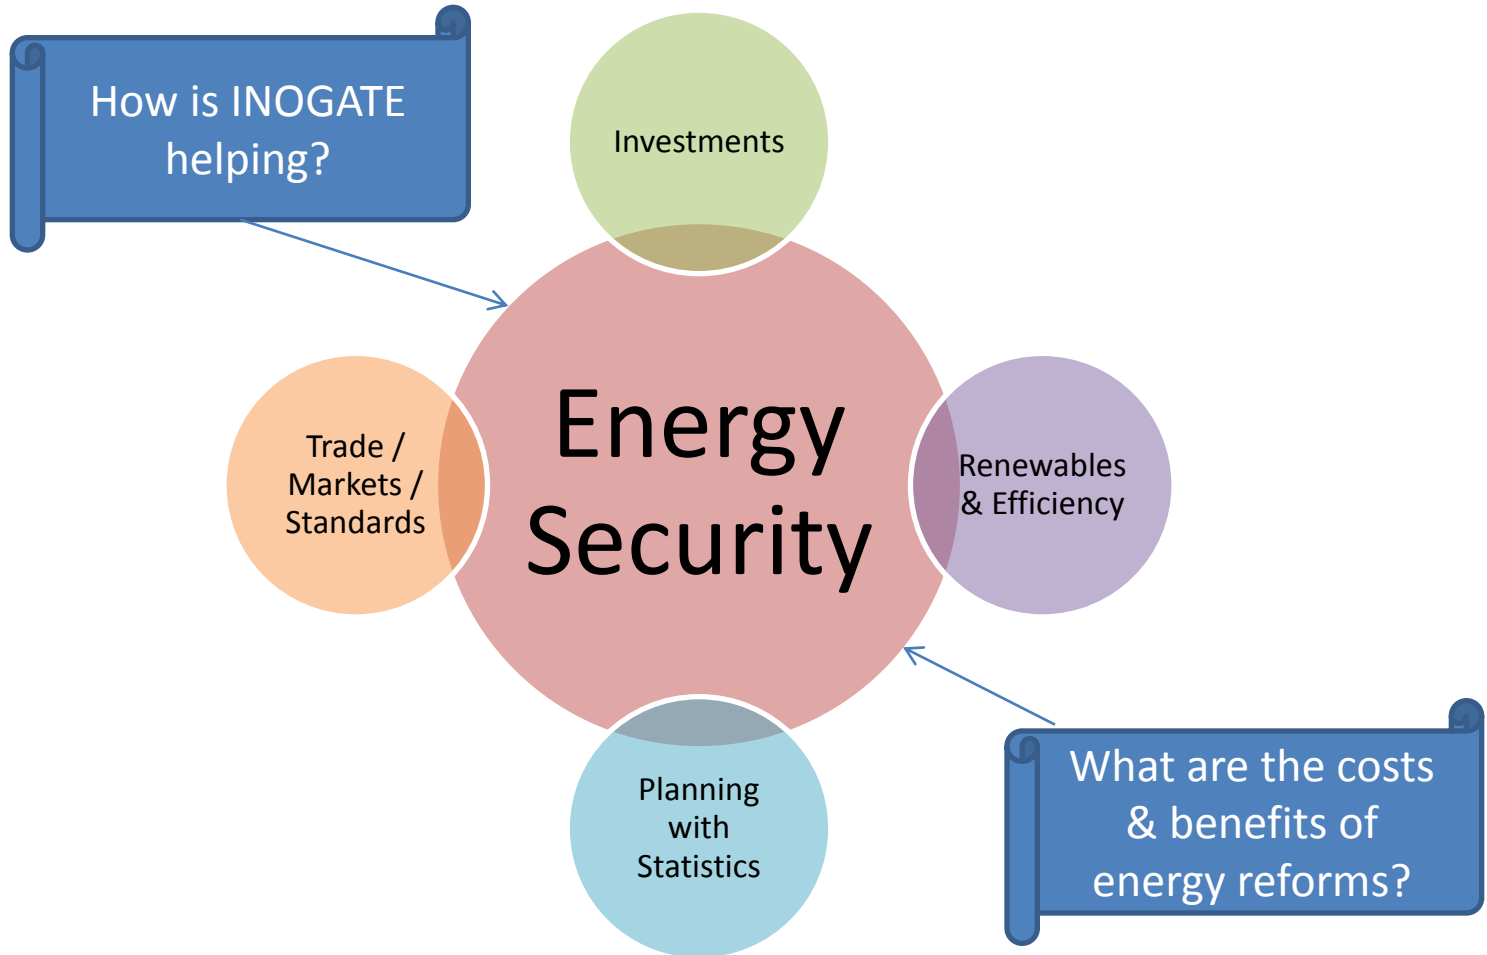 How is INOGATE
helping?
Investments
Trade /
Markets /
Standards
Energy
Security
Renewables
& Efficiency
Planning
with
Statistics
What are the costs
& benefits of
energy reforms?